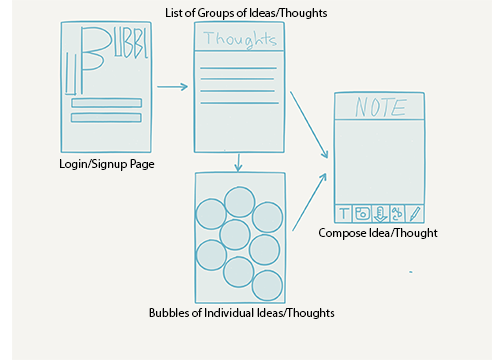 List of Groups of Ideas/Thoughts
Thoughts
NOTE
T
Login/Signup Page
Compose Idea/Thought
Bubbles of Individual Ideas/Thoughts